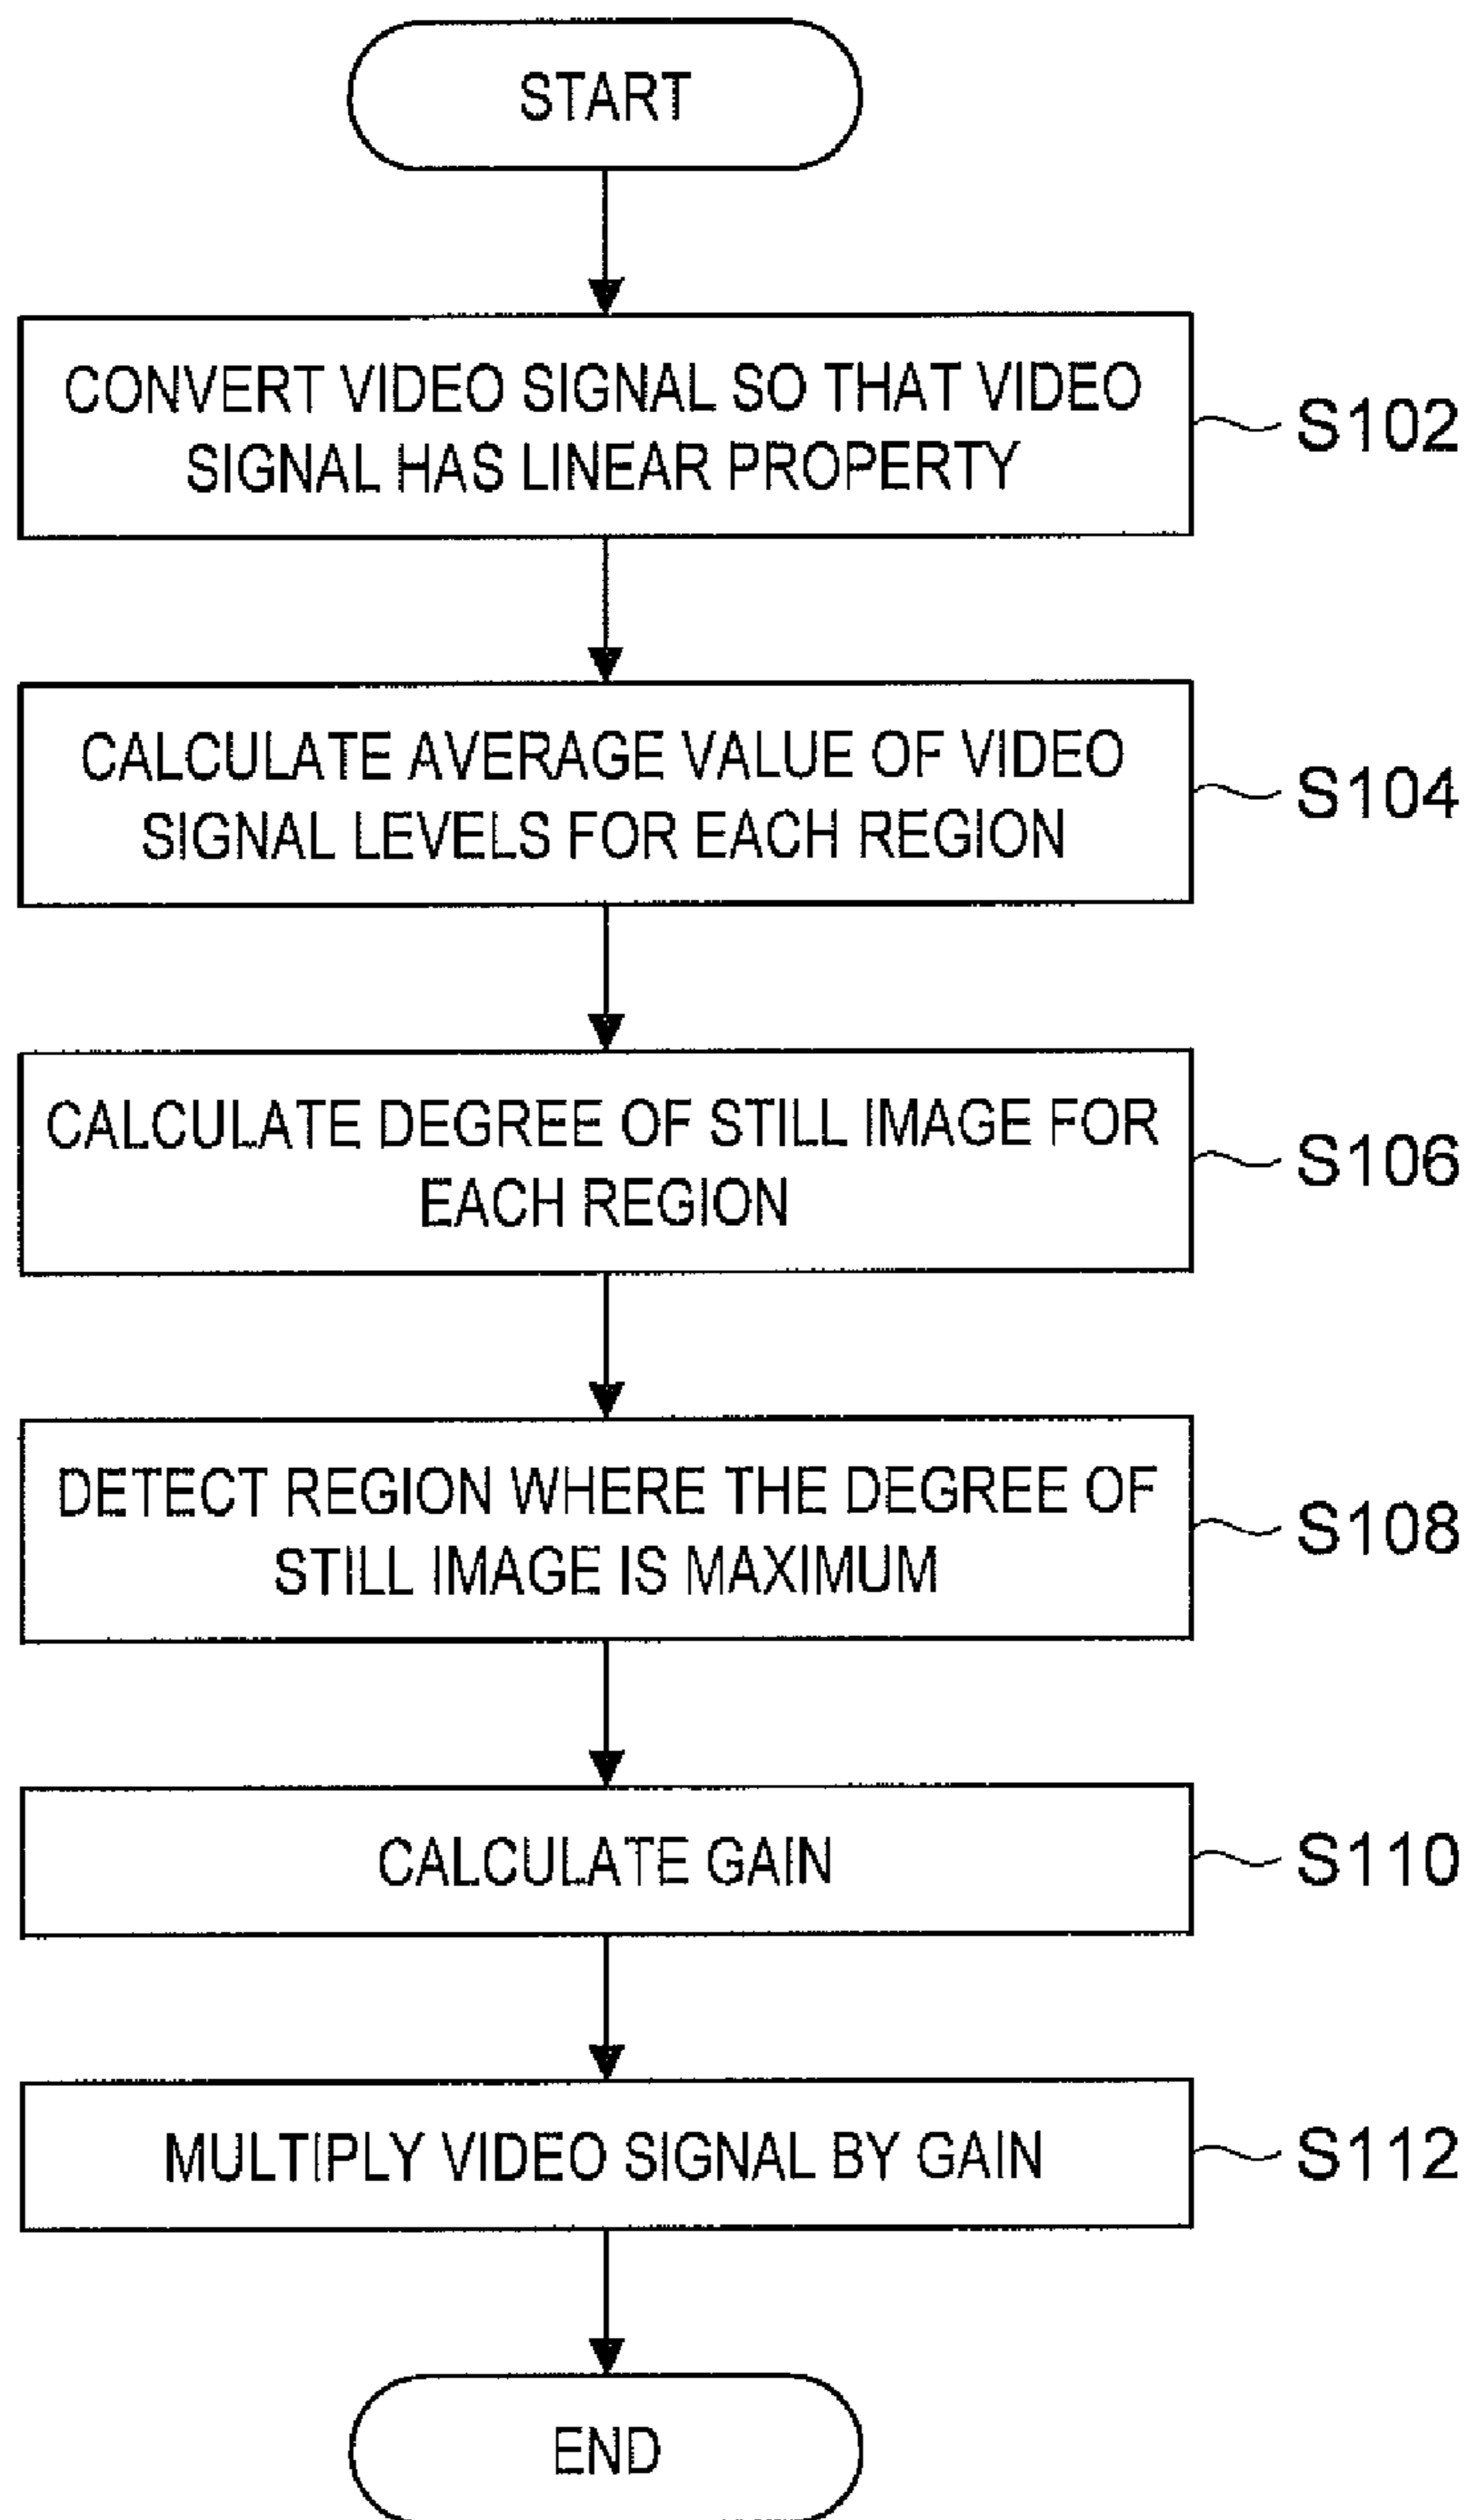 START
CONVERT VIDEO SIGNAL SO THAT VIDEO
SIGNAL HAS LINEAR PROPERTY
S102
CALCULATE AVERAGE VALUE OF VIDEO
SIGNAL LEVELS FOR EACH REGION
S104
CALCULATE DEGREE OF STILL IMAGE FOR
EACH REGION
S106
DETECT REGION WHERE THE DEGREE OF
STILL IMAGE IS MAXIMUM
S108
CALCULATE GAIN
S110
MULTIPLY VIDEO SIGNAL BY GAIN
S112
END